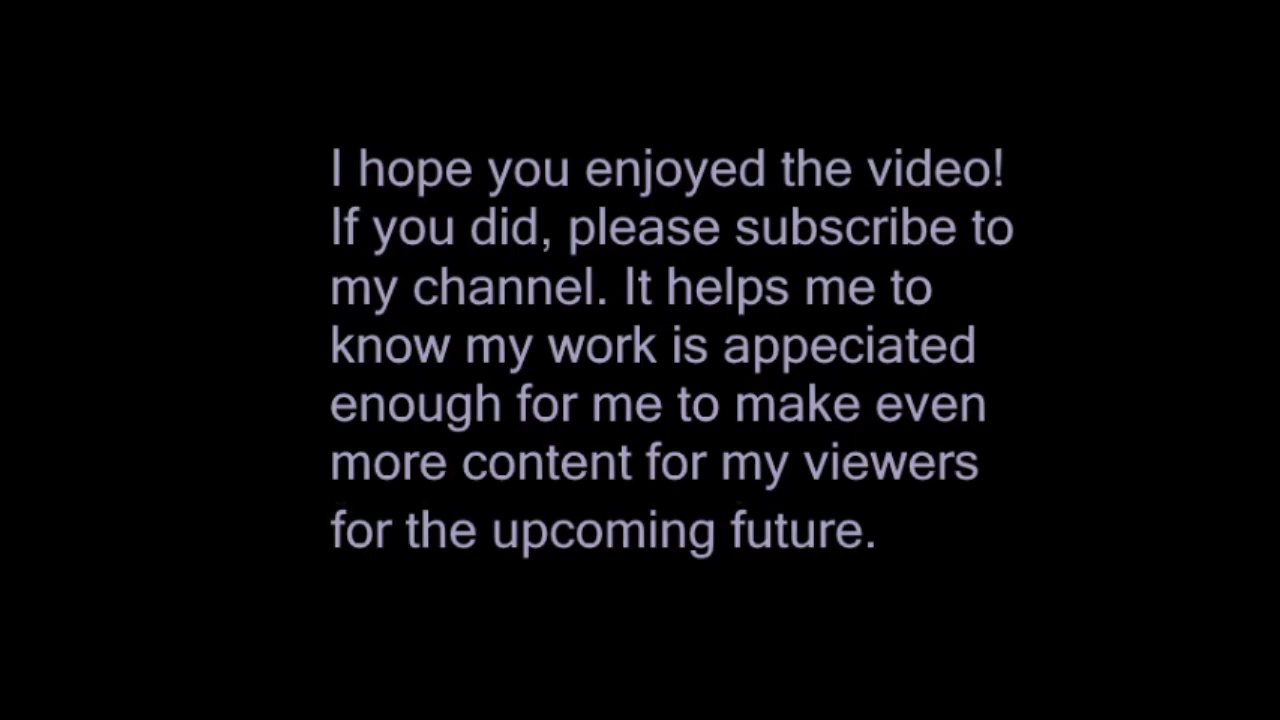 I hope you enjoyed the video!
If you did, please subscribe to
my channel. It helps me to
know my work is appeciated
enough for me to make even
more content for my viewers
for the upcoming future.